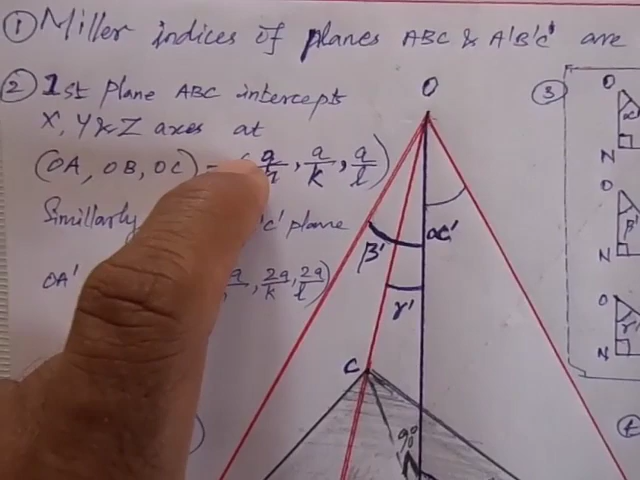 ① Miller indices of planes ABC & A'B'C' are
② 1st plane ABC intercepts
X, Y & Z axes at
(OA, OB, OC) = (a/h, a/k, a/l)
Simillarly 'C' plane
OA' , 2a/k, 2a/l)
O
α'
β'
γ'
C
90°
N
③
O
α'
N
O
β'
N
O
γ'
N